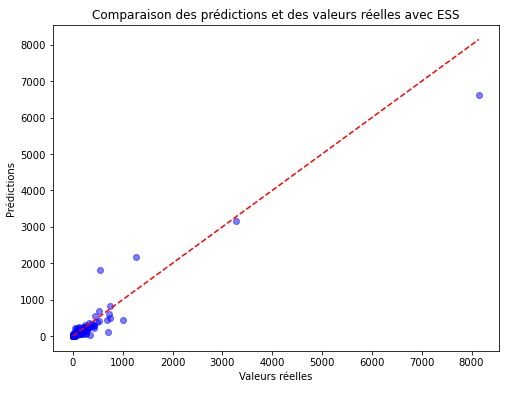 Comparaison des prédictions et des valeurs réelles avec ESS
8000
7000
6000
5000
4000
3000
2000
1000
0
Prédictions
0 1000 2000 3000 4000 5000 6000 7000 8000
Valeurs réelles